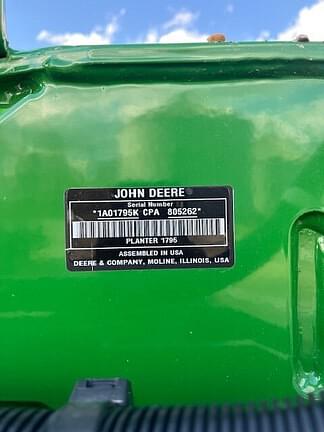 JOHN DEERE
Serial Number
*1A01795K CPA 805262*
PLANTER 1795
ASSEMBLED IN USA
DEERE & COMPANY, MOLINE, ILLINOIS, USA